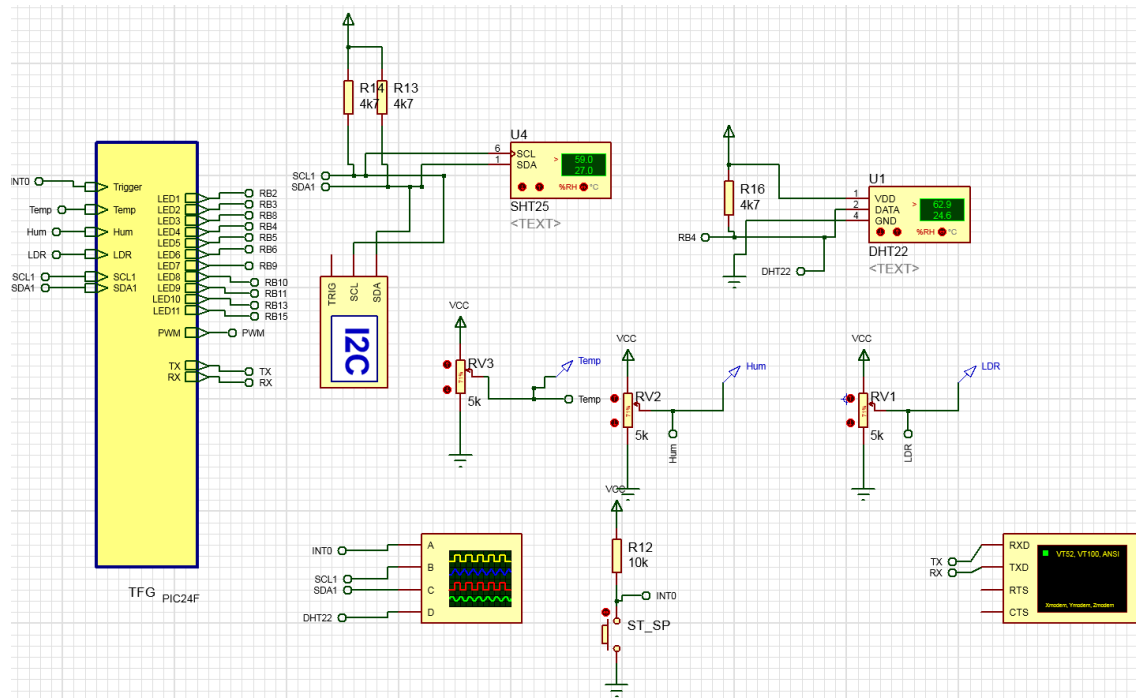 INT0
Temp
Hum
LDR
SCL1
SDA1
Trigger
Temp
Hum
LDR
SCL1
SDA1
LED1
LED2
LED3
LED4
LED5
LED6
LED7
LED8
LED9
LED10
LED11
PWM
TX
RX
RB2
RB3
RB8
RB4
RB5
RB6
RB9
RB10
RB11
RB13
RB15
PWM
TX
RX
TFG PIC24F
R14
4k7
R13
4k7
SCL1
SDA1
U4
6
1
SCL
SDA
>
59.0
27.0
%RH °C
SHT25
<TEXT>
TRIG
SCL
SDA
I2C
R16
4k7
RB4
DHT22
U1
1
2
4
VDD
DATA
GND
>
62.9
24.6
%RH °C
DHT22
<TEXT>
VCC
RV3
71%
5k
Temp
Temp
VCC
RV2
71%
5k
Hum
Hum
VCC
RV1
71%
5k
LDR
LDR
INT0
SCL1
SDA1
DHT22
A
B
C
D
VCC
R12
10k
INT0
ST_SP
TX
RX
RXD
TXD
RTS
CTS
VT52, VT100, ANSI
Xmodem, Ymodem, Zmodem